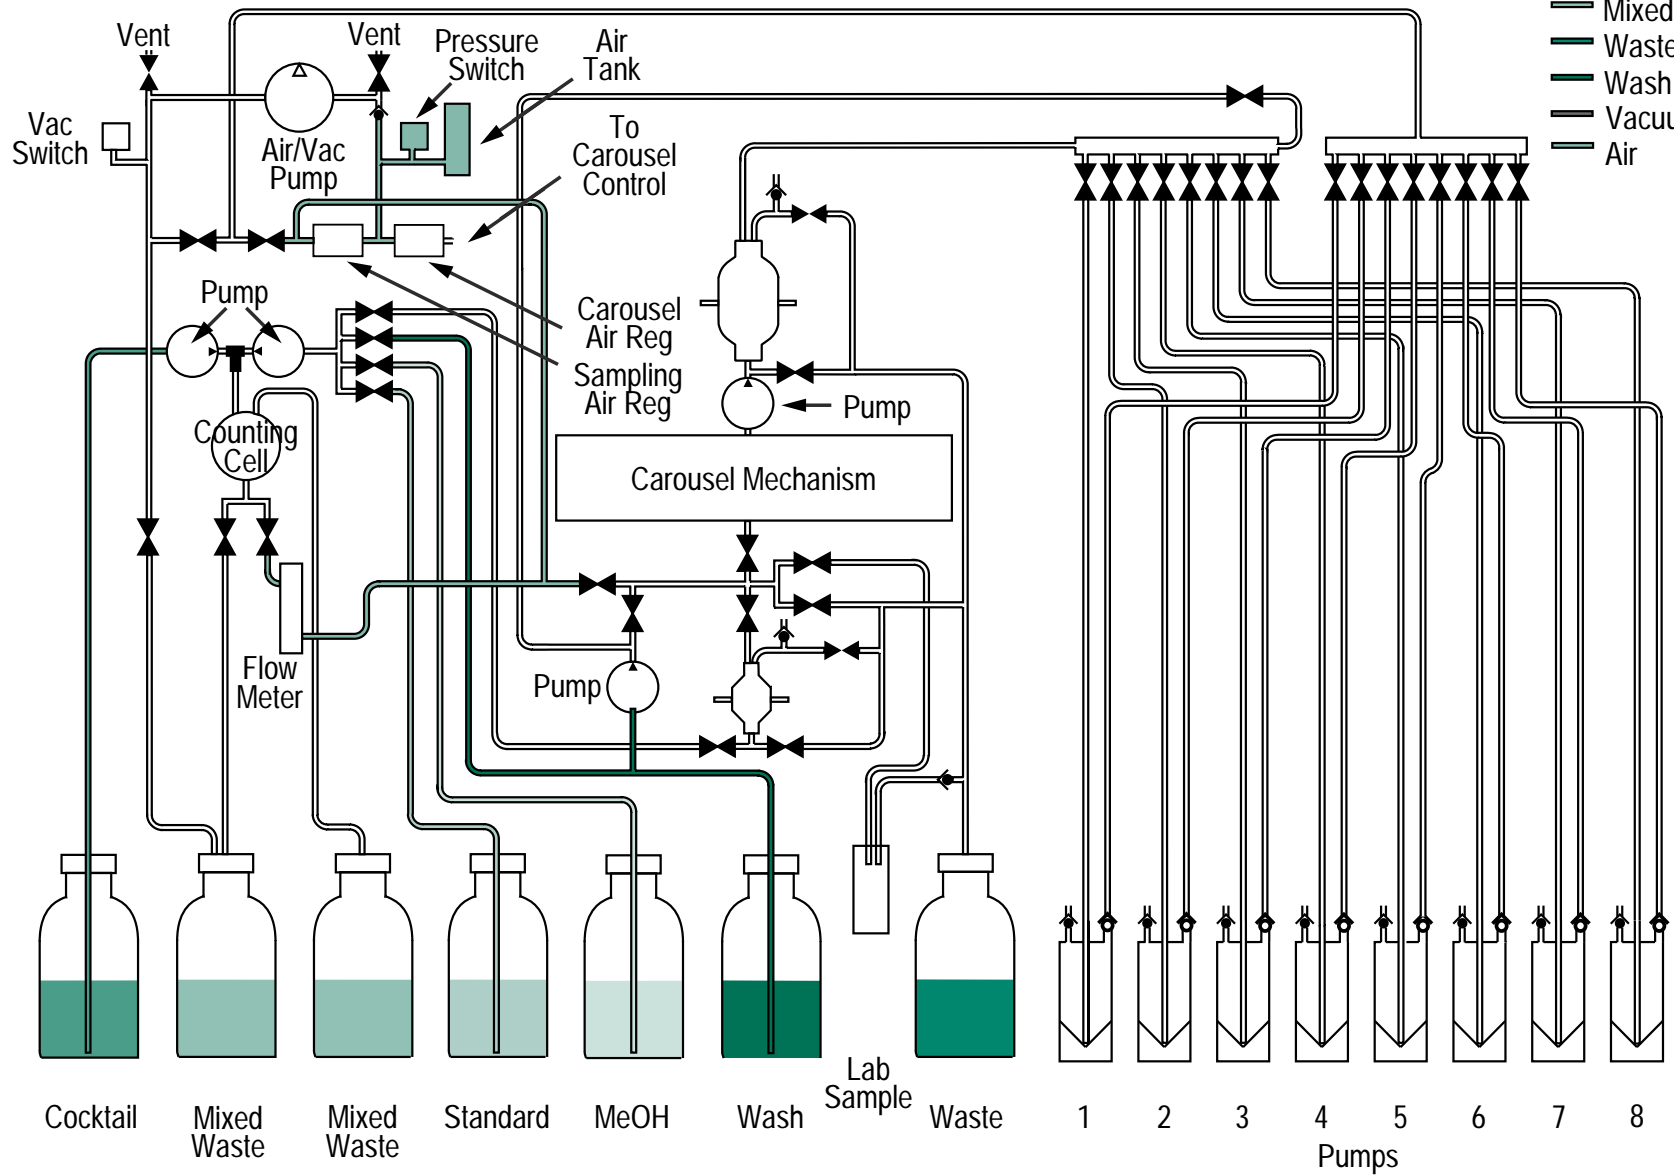 Mixed
Waste
Wash
Air
Vent
Vent
Pressure
Switch
Air
Tank
Vac
Switch
Air/Vac
Pump
To
Carousel
Control
Pump
Carousel
Air Reg
Sampling
Air Reg
Pump
Counting
Cell
Carousel Mechanism
Flow
Meter
Pump
Cocktail
Mixed
Waste
Mixed
Waste
Standard
MeOH
Wash
Lab
Sample
Waste
1 2 3 4 5 6 7 8
Pumps